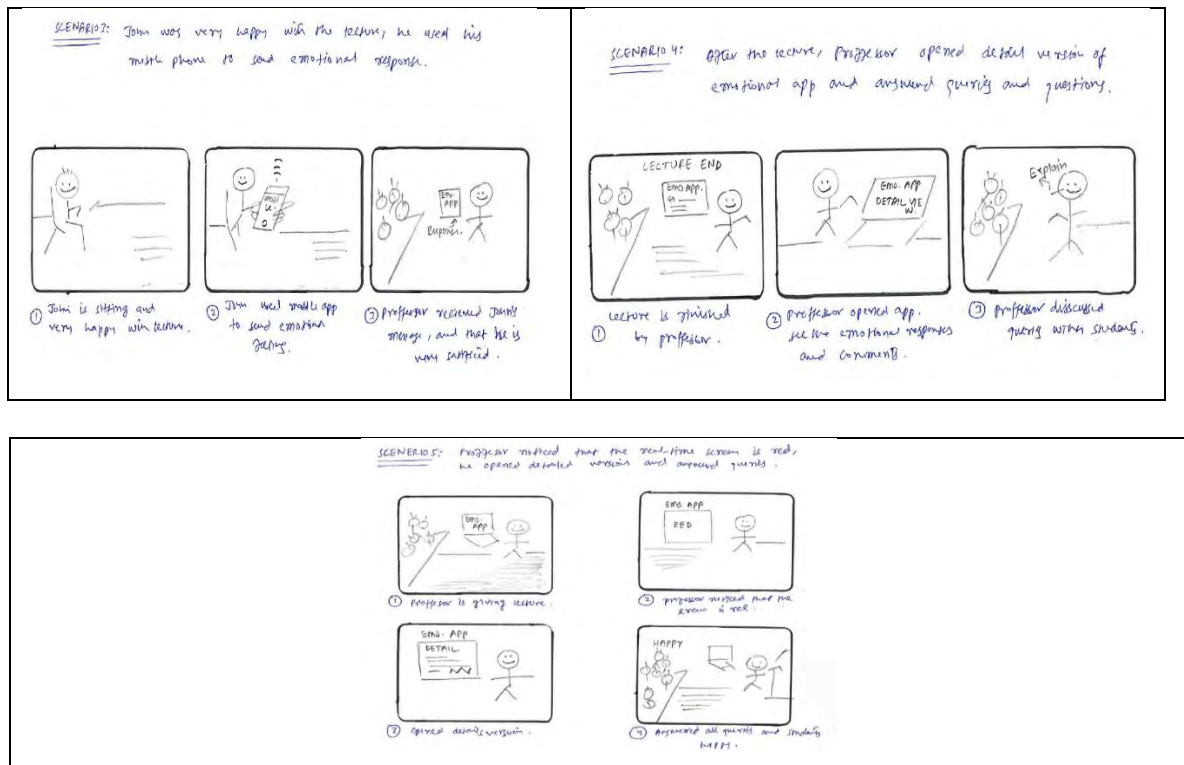 SCENARIO 3: John was very happy with the lecture, he used his
mobile phone to send emotional response.
Emo.
APP
Response
① John is sitting and
very happy with lecture.
② John used mobile app
to send emotional
feeling.
③ Professor recieved John's
message, and that he is
very satisfied.
SCENARIO 4: After the lecture, Professor opened detail version of
emotional app and answered queries and questions.
LECTURE END
Emo App.
Emo. APP
DETAIL VIE
W.
Explain
① Lecture is finished
by professor.
② Professor opened app.
see the emotional responses
and comments.
③ Professor discussed
query with students.
SCENERIO 5: Professor noticed that the real-time screen is red,
he opened detailed version and answered queries.
Emo.
APP
① Professor is giving lecture.
Emo APP
RED
② professor noticed that the
screen is red.
Emo. APP
DETAIL
③ Opened details version.
HAPPY
④ Answered all queries and students